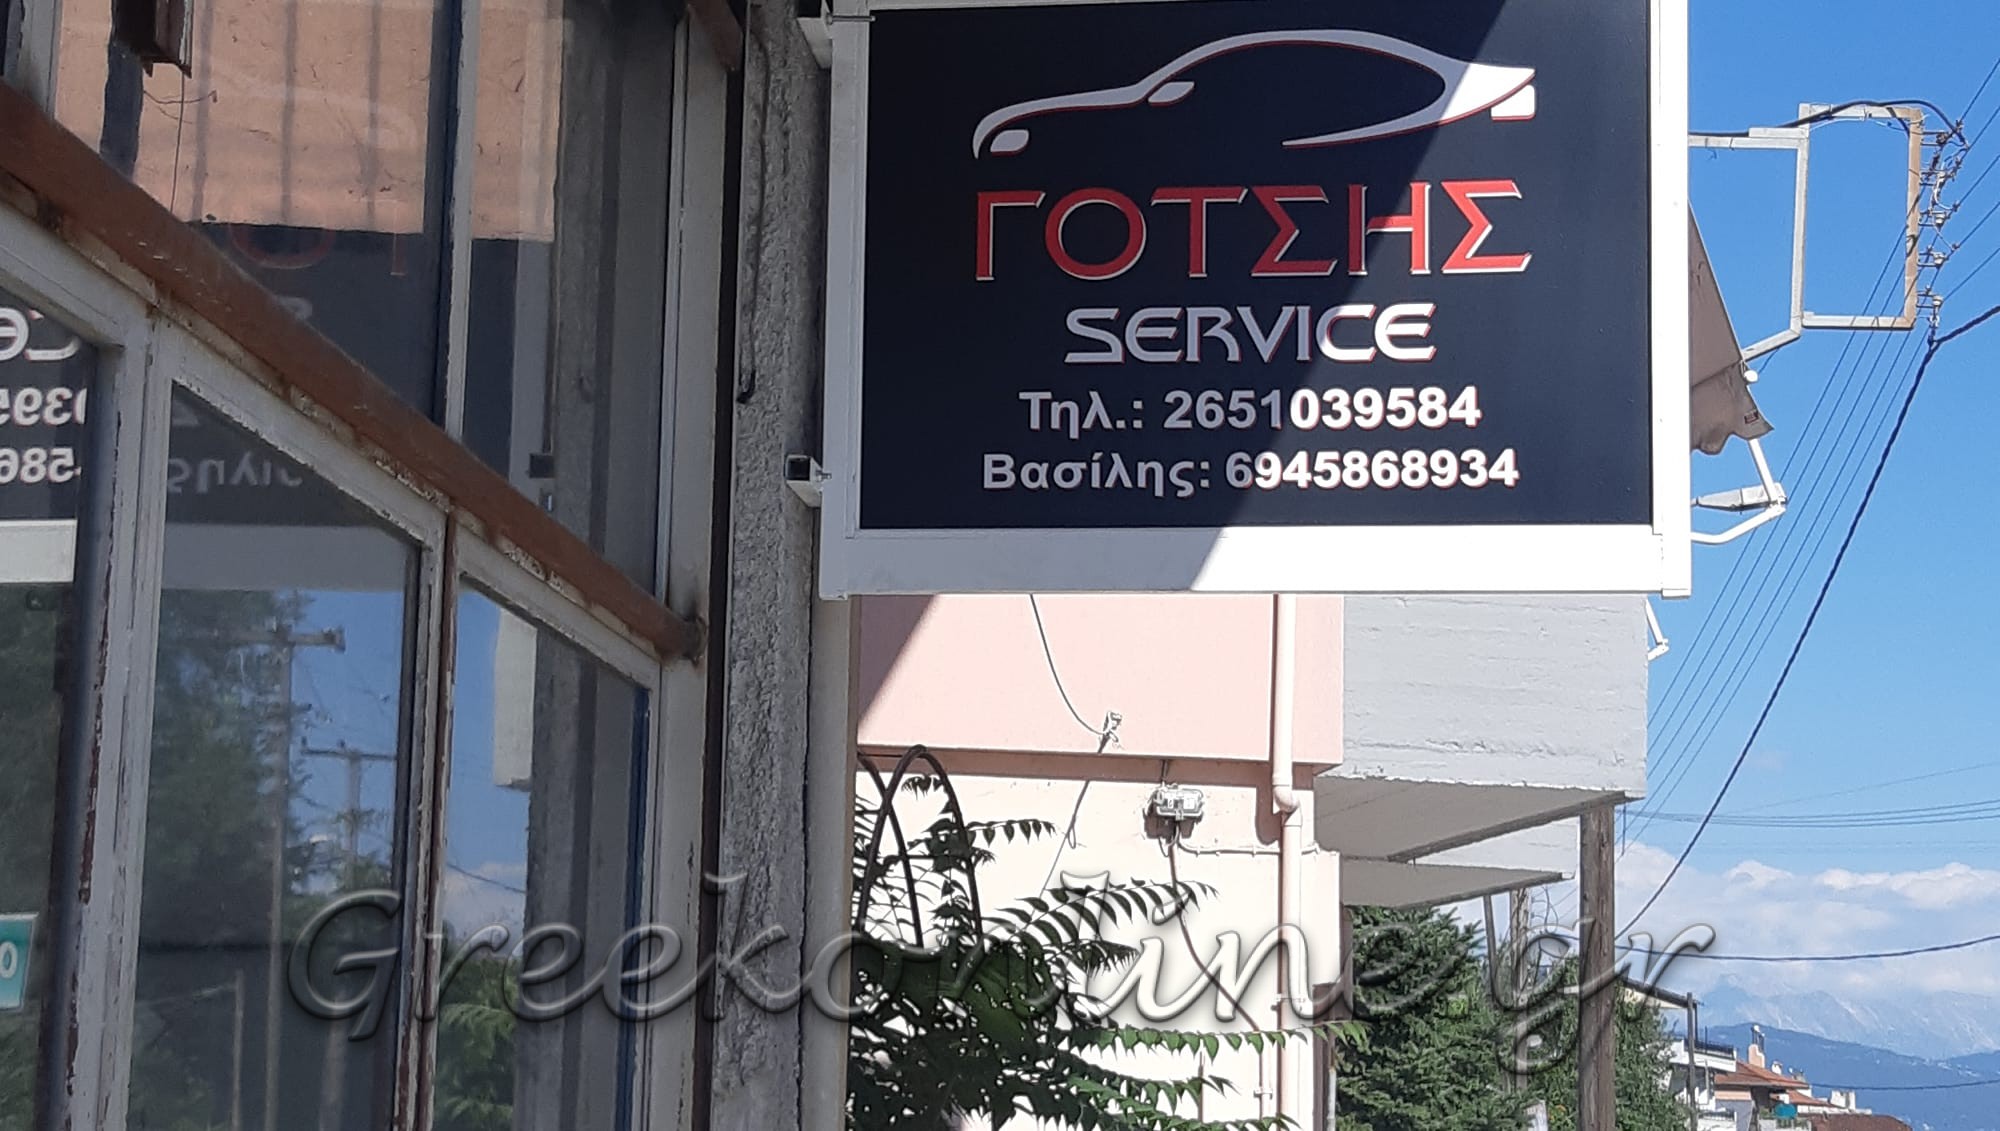 ΓΟΤΣΗΣ
SERVICE
Τηλ.: 2651039584
Βασίλης: 6945868934
Greekonline.gr